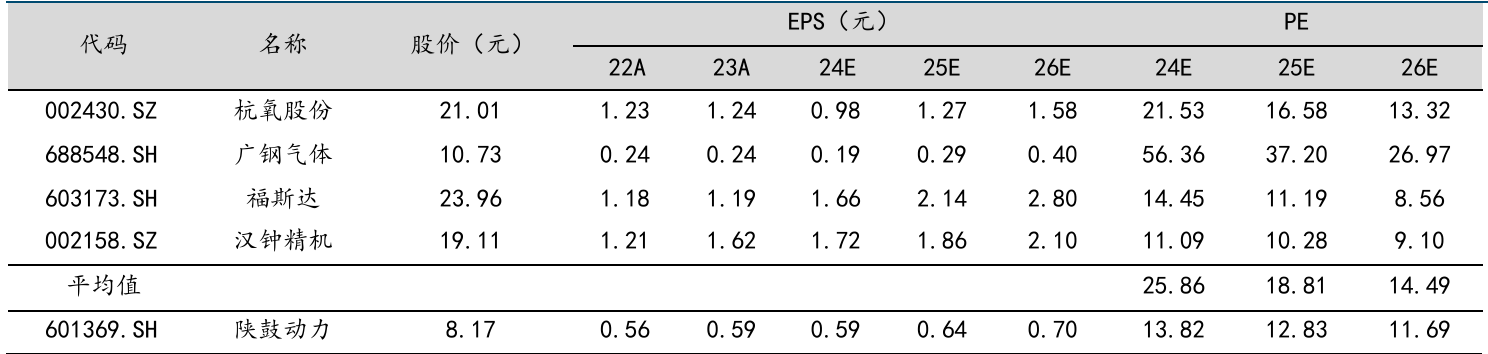 代码 名称 股价（元） EPS（元） PE
22A 23A 24E 25E 26E 24E 25E 26E
002430.SZ 杭氧股份 21.01 1.23 1.24 0.98 1.27 1.58 21.53 16.58 13.32
688548.SH 广钢气体 10.73 0.24 0.24 0.19 0.29 0.40 56.36 37.20 26.97
603173.SH 福斯达 23.96 1.18 1.19 1.66 2.14 2.80 14.45 11.19 8.56
002158.SZ 汉钟精机 19.11 1.21 1.62 1.72 1.86 2.10 11.09 10.28 9.10
平均值 25.86 18.81 14.49
601369.SH 陕鼓动力 8.17 0.56 0.59 0.59 0.64 0.70 13.82 12.83 11.69